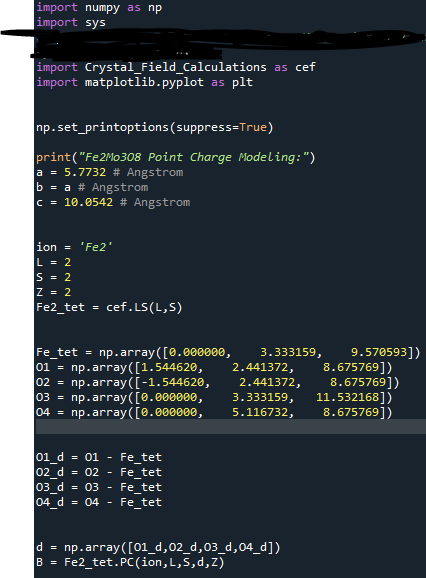 import numpy as np
import sys
import Crystal_Field_Calculations as cef
import matplotlib.pyplot as plt
np.set_printoptions(suppress=True)
print("Fe2Mo3O8 Point Charge Modeling:")
a = 5.7732 # Angstrom
b = a # Angstrom
c = 10.0542 # Angstrom
ion = 'Fe2'
L = 2
S = 2
Z = 2
Fe2_tet = cef.LS(L,S)
Fe_tet = np.array([0.000000, 3.333159, 9.570593])
O1 = np.array([1.544620, 2.441372, 8.675769])
O2 = np.array([-1.544620, 2.441372, 8.675769])
O3 = np.array([0.000000, 3.333159, 11.532168])
O4 = np.array([0.000000, 5.116732, 8.675769])
O1_d = O1 - Fe_tet
O2_d = O2 - Fe_tet
O3_d = O3 - Fe_tet
O4_d = O4 - Fe_tet
d = np.array([O1_d,O2_d,O3_d,O4_d])
B = Fe2_tet.PC(ion,L,S,d,Z)